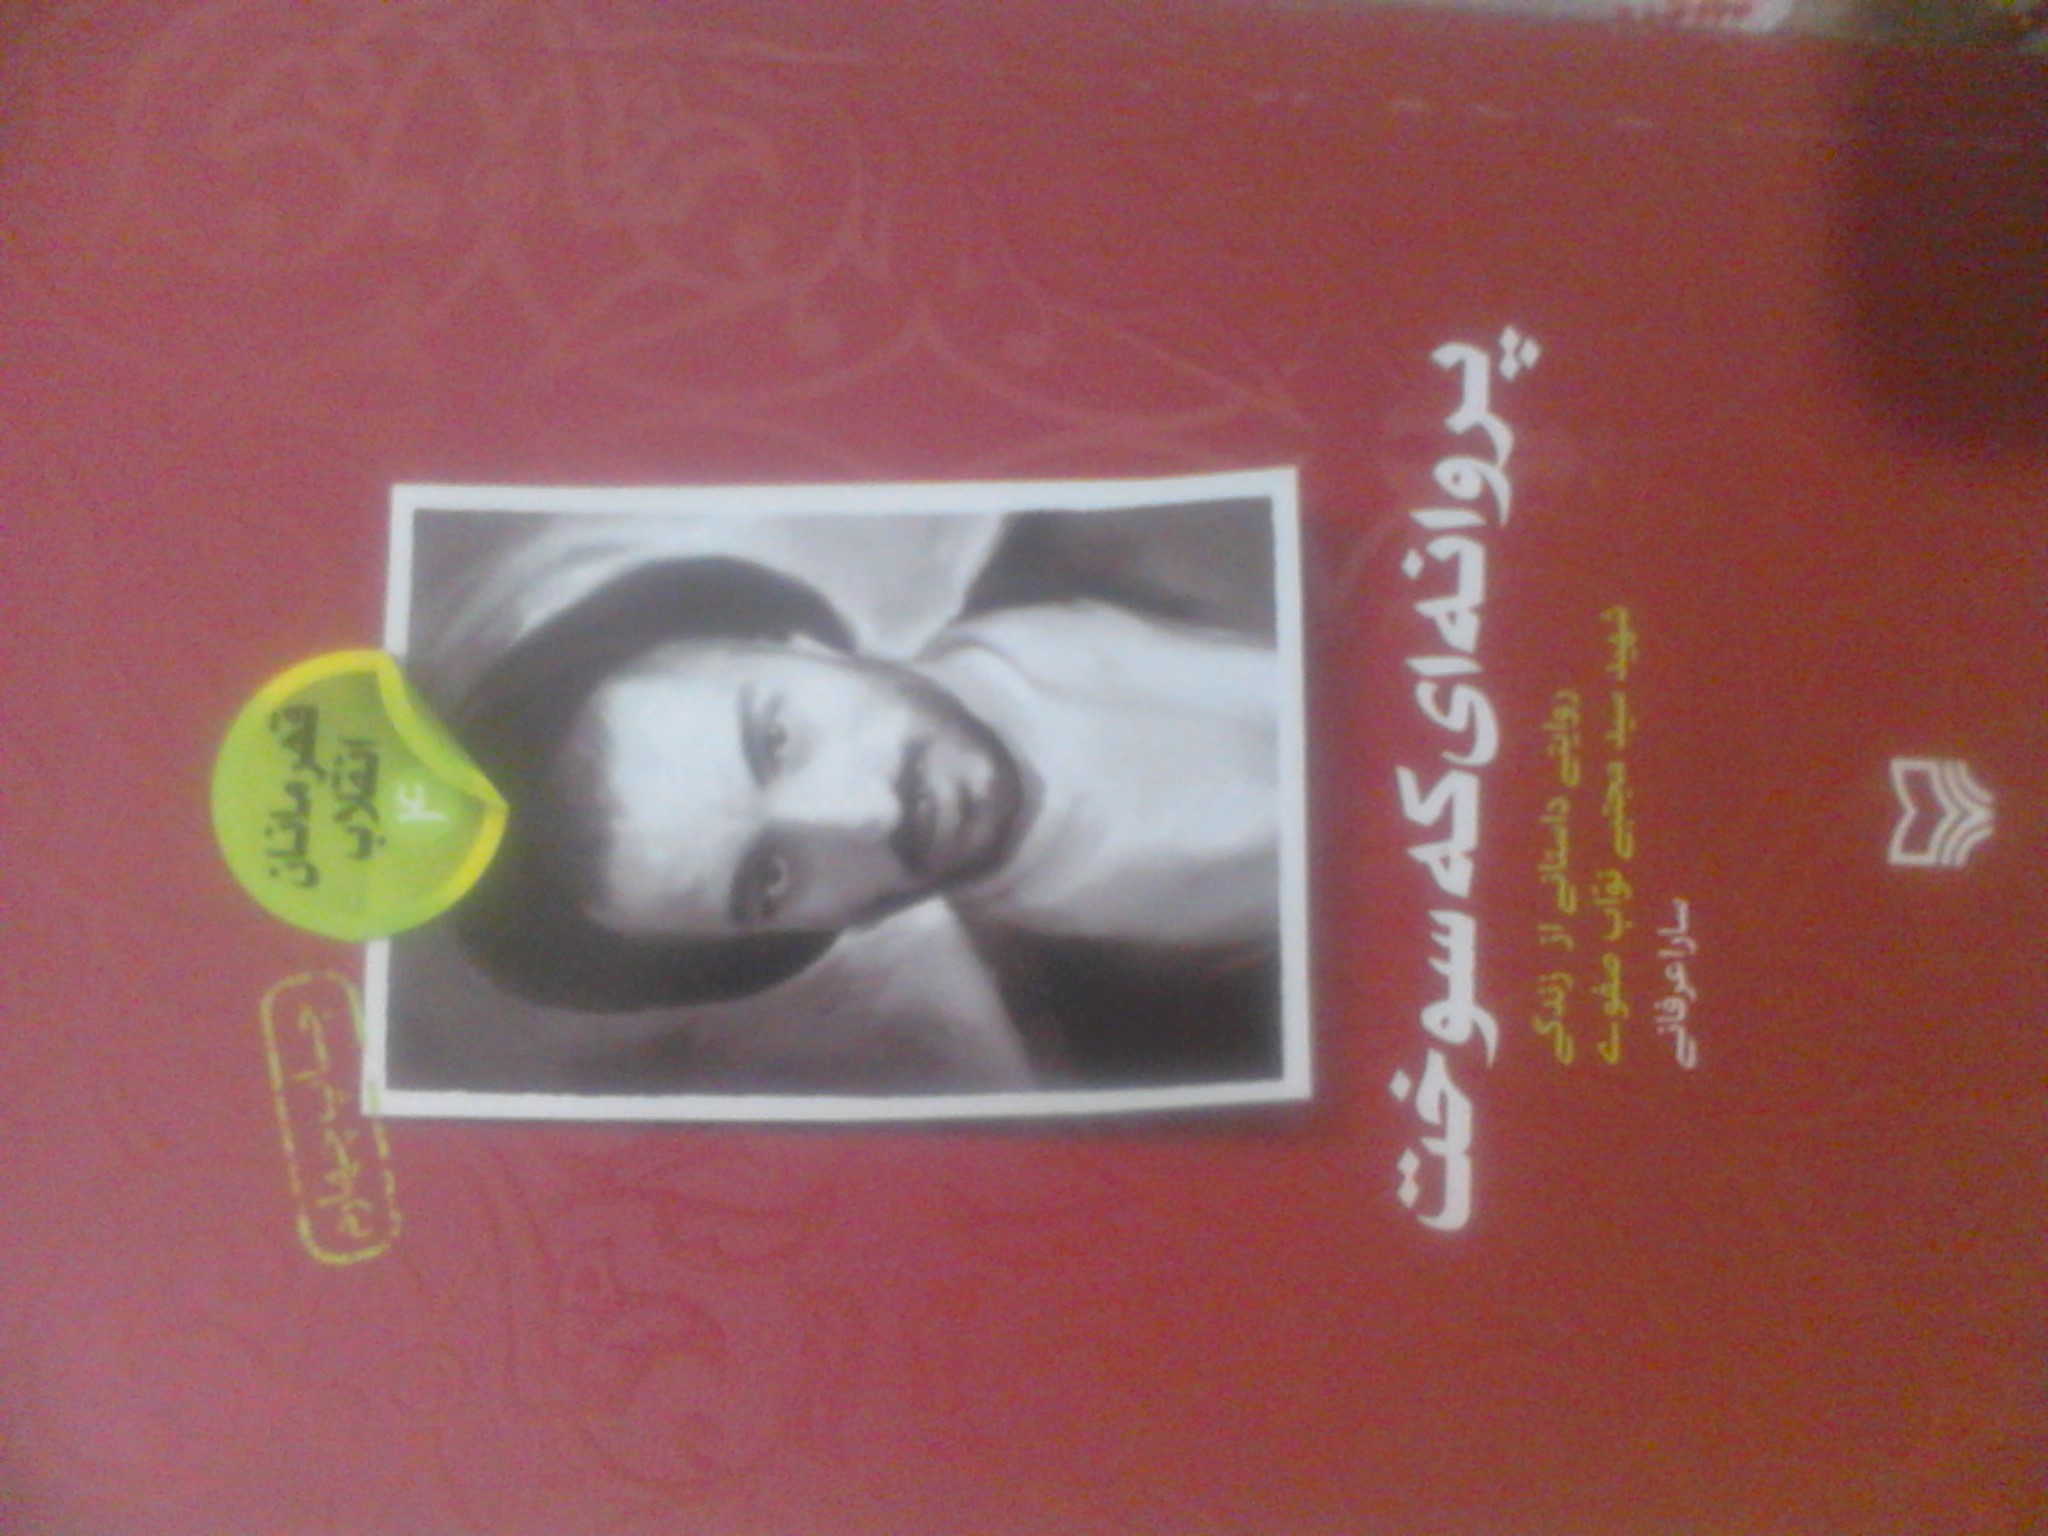 قهرمانان
انقلاب
۴
چاپ چهارم
پروانه‌ای که سوخت
روایتی داستانی از زندگی
شهید سید مجتبی نواب صفوی
سارا عرفانی